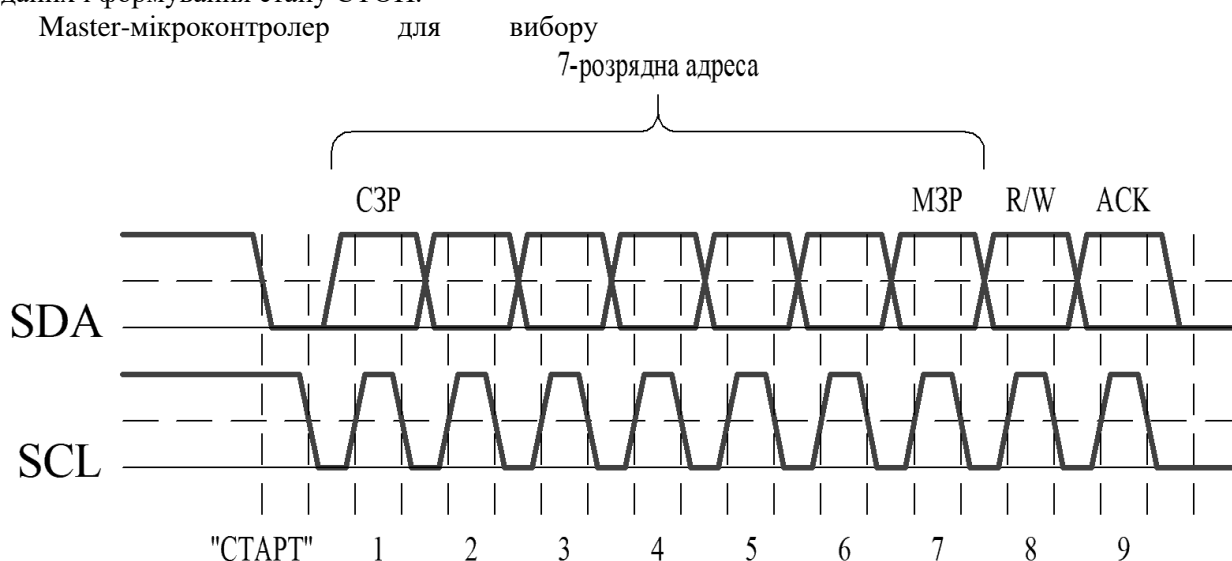 даних і формування стану СТОП.
Master-мікроконтролер для вибору
7-розрядна адреса
СЗР МЗР R/W ACK
SDA
SCL
"СТАРТ" 1 2 3 4 5 6 7 8 9